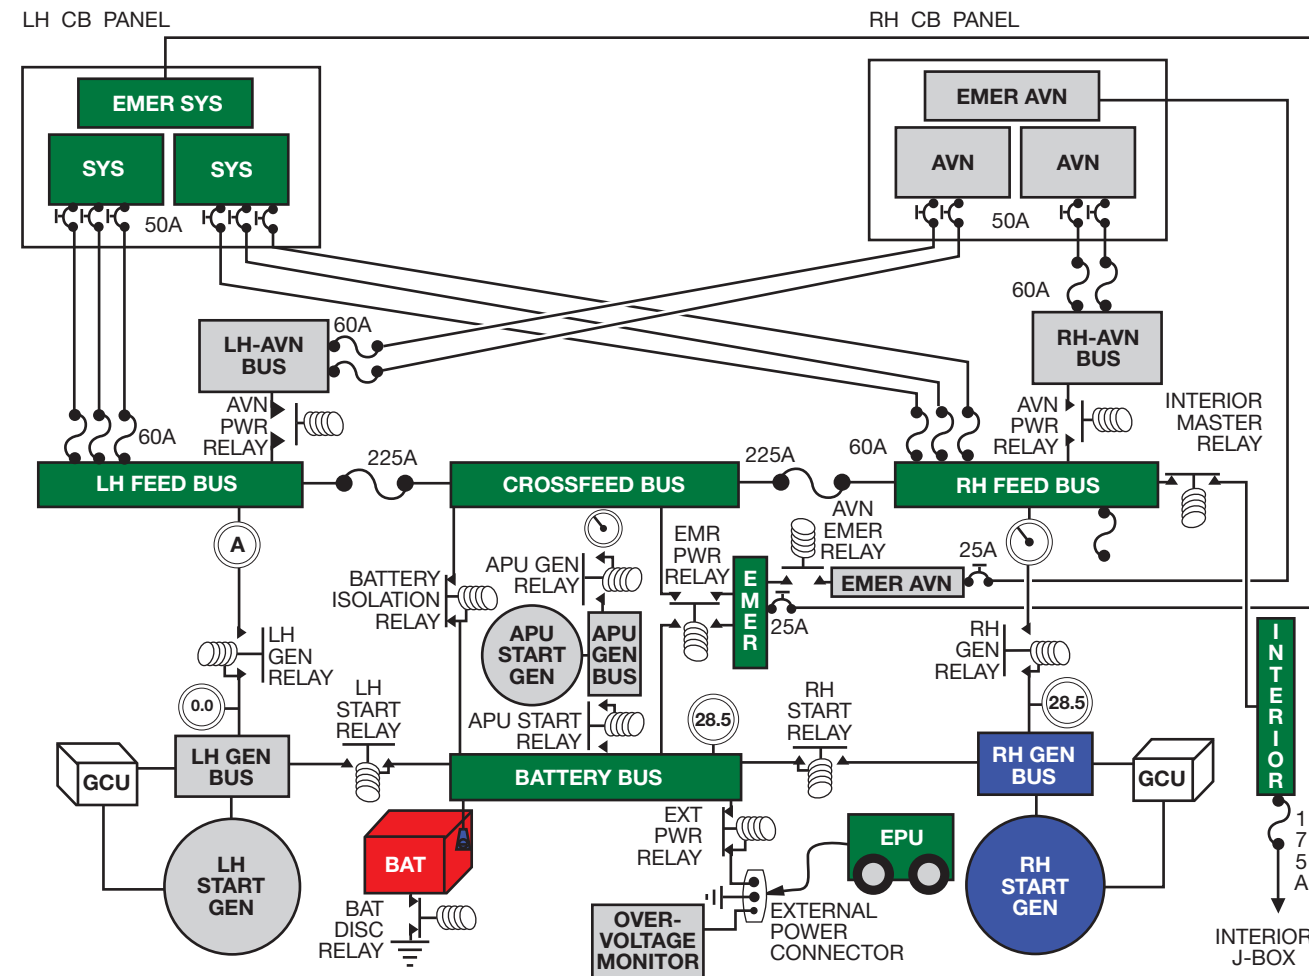 LH CB PANEL
RH CB PANEL
EMER SYS
EMER AVN
SYS
SYS
AVN
AVN
50A
50A
60A
60A
LH-AVN
BUS
RH-AVN
BUS
AVN
PWR
RELAY
AVN
PWR
RELAY
INTERIOR
MASTER
RELAY
60A
60A
225A
225A
LH FEED BUS
CROSSFEED BUS
RH FEED BUS
A
APU GEN
RELAY
EMR
PWR
RELAY
AVN
EMER
RELAY
25A
EMER
EMER AVN
25A
BATTERY
ISOLATION
RELAY
APU
START
GEN
APU
GEN
BUS
LH
GEN
RELAY
RH
GEN
RELAY
INTERIOR
0.0
LH
START
RELAY
APU START
RELAY
28.5
RH
START
RELAY
28.5
GCU
LH GEN
BUS
BATTERY BUS
RH GEN
BUS
GCU
EXT
PWR
RELAY
EPU
175A
LH
START
GEN
BAT
RH
START
GEN
BAT
DISC
RELAY
OVER-
VOLTAGE
MONITOR
EXTERNAL
POWER
CONNECTOR
INTERIOR
J-BOX